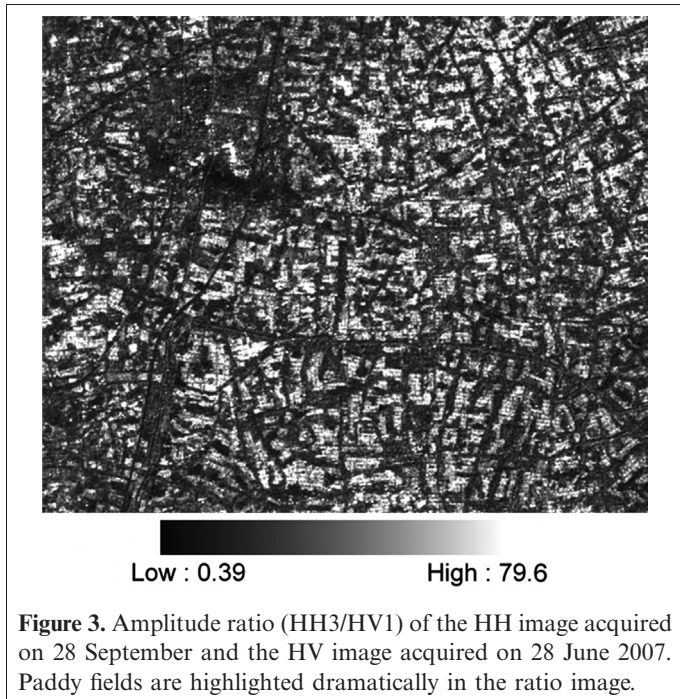 Low : 0.39 High : 79.6
Figure 3. Amplitude ratio (HH3/HV1) of the HH image acquired
on 28 September and the HV image acquired on 28 June 2007.
Paddy fields are highlighted dramatically in the ratio image.